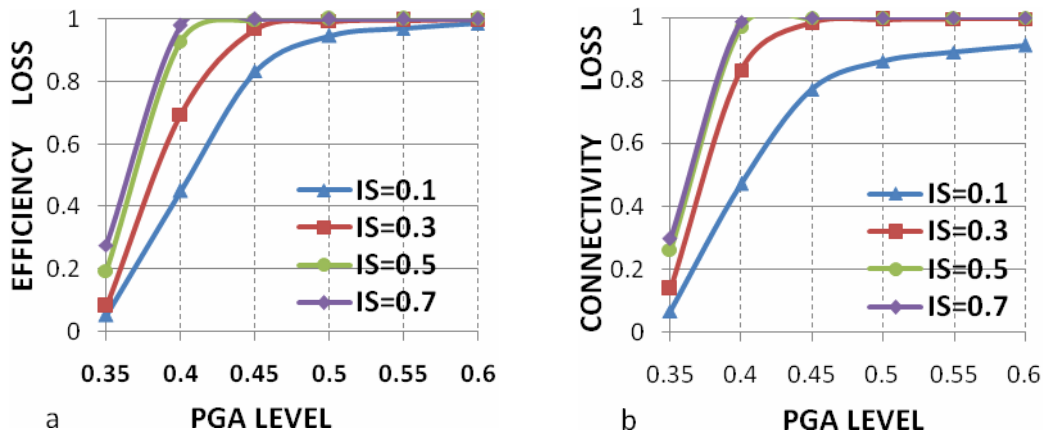 EFFICIENCY LOSS
1
0.8
0.6
0.4
0.2
0
IS=0.1
IS=0.3
IS=0.5
IS=0.7
0.35 0.4 0.45 0.5 0.55 0.6
a PGA LEVEL
CONNECTIVITY LOSS
1
0.8
0.6
0.4
0.2
0
IS=0.1
IS=0.3
IS=0.5
IS=0.7
0.35 0.4 0.45 0.5 0.55 0.6
b PGA LEVEL